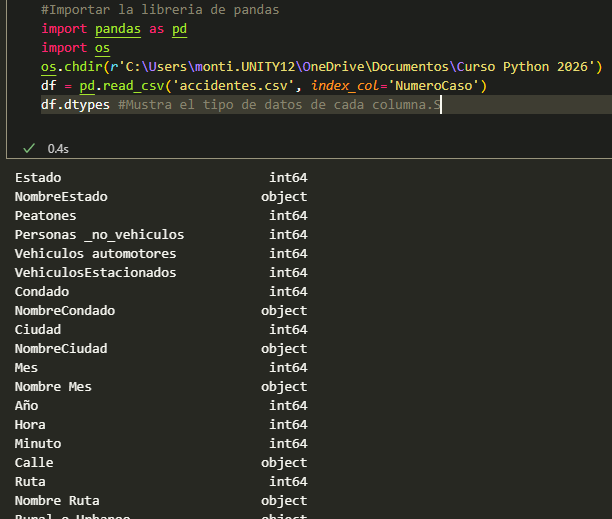 #Importar la libreria de pandas
import pandas as pd
import os
os.chdir(r'C:\Users\monti.UNITY12\OneDrive\Documentos\Curso Python 2026')
df = pd.read_csv('accidentes.csv', index_col='NumeroCaso')
df.dtypes #Mustra el tipo de datos de cada columna.S
0.4s
Estado int64
NombreEstado object
Peatones int64
Personas _no_vehiculos int64
Vehiculos automotores int64
VehiculosEstacionados int64
Condado int64
NombreCondado object
Ciudad int64
NombreCiudad object
Mes int64
Nombre Mes object
Año int64
Hora int64
Minuto int64
Calle object
Ruta int64
Nombre Ruta object
Rural o Urbano object